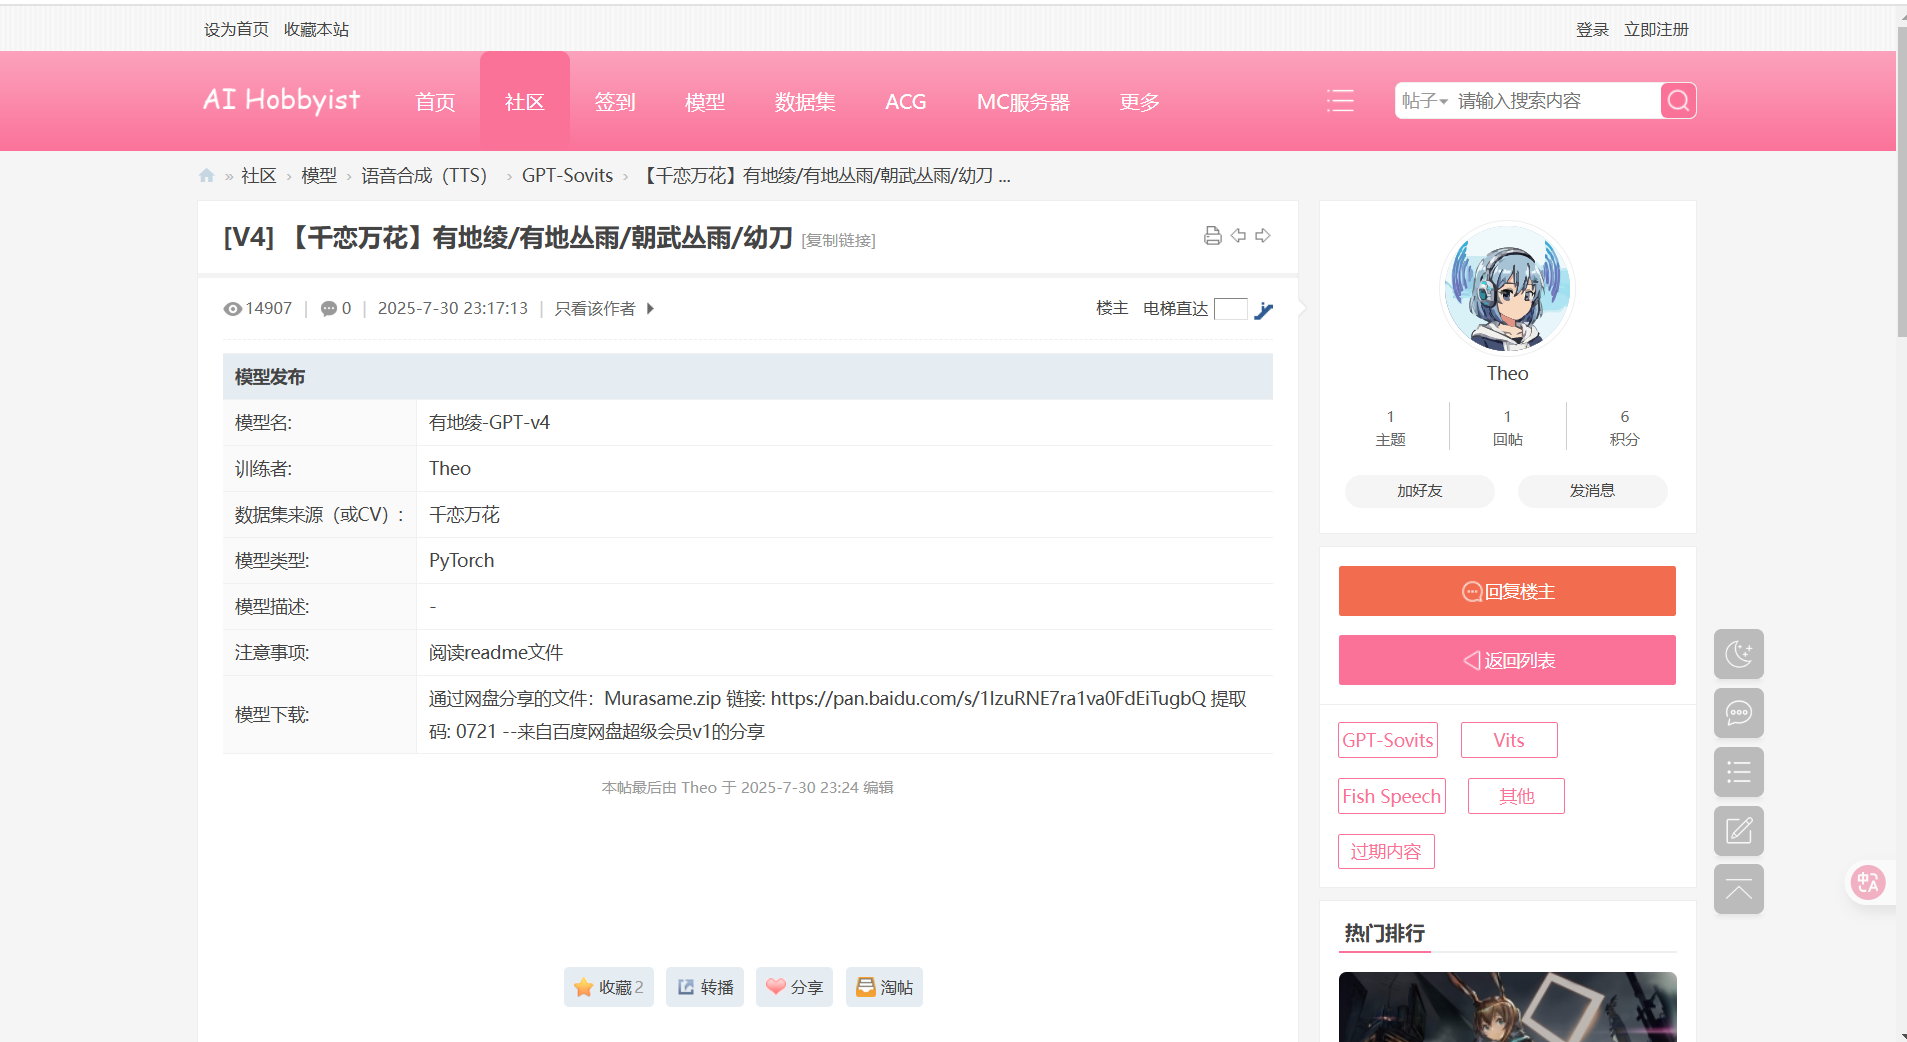 设为首页 收藏本站
登录 立即注册
AI Hobbyist
首页 社区 签到 模型 数据集 ACG MC服务器 更多
帖子 请输入搜索内容
» 社区 › 模型 › 语音合成（TTS） › GPT-Sovits › 【千恋万花】有地绫/有地丛雨/朝武丛雨/幼刀 ...
[V4] 【千恋万花】有地绫/有地丛雨/朝武丛雨/幼刀 [复制链接]
14907 | 0 | 2025-7-30 23:17:13 | 只看该作者
楼主 电梯直达
模型发布
模型名: 有地绫-GPT-v4
训练者: Theo
数据集来源（或CV）: 千恋万花
模型类型: PyTorch
模型描述: -
注意事项: 阅读readme文件
模型下载: 通过网盘分享的文件：Murasame.zip 链接: https://pan.baidu.com/s/1IzuRNE7ra1va0FdEiTugbQ 提取
码: 0721 --来自百度网盘超级会员v1的分享
本帖最后由 Theo 于 2025-7-30 23:24 编辑
收藏2 转播 分享 淘帖
Theo
1 1 6
主题 回帖 积分
加好友 发消息
回复楼主
返回列表
GPT-Sovits Vits
Fish Speech 其他
过期内容
热门排行
中A